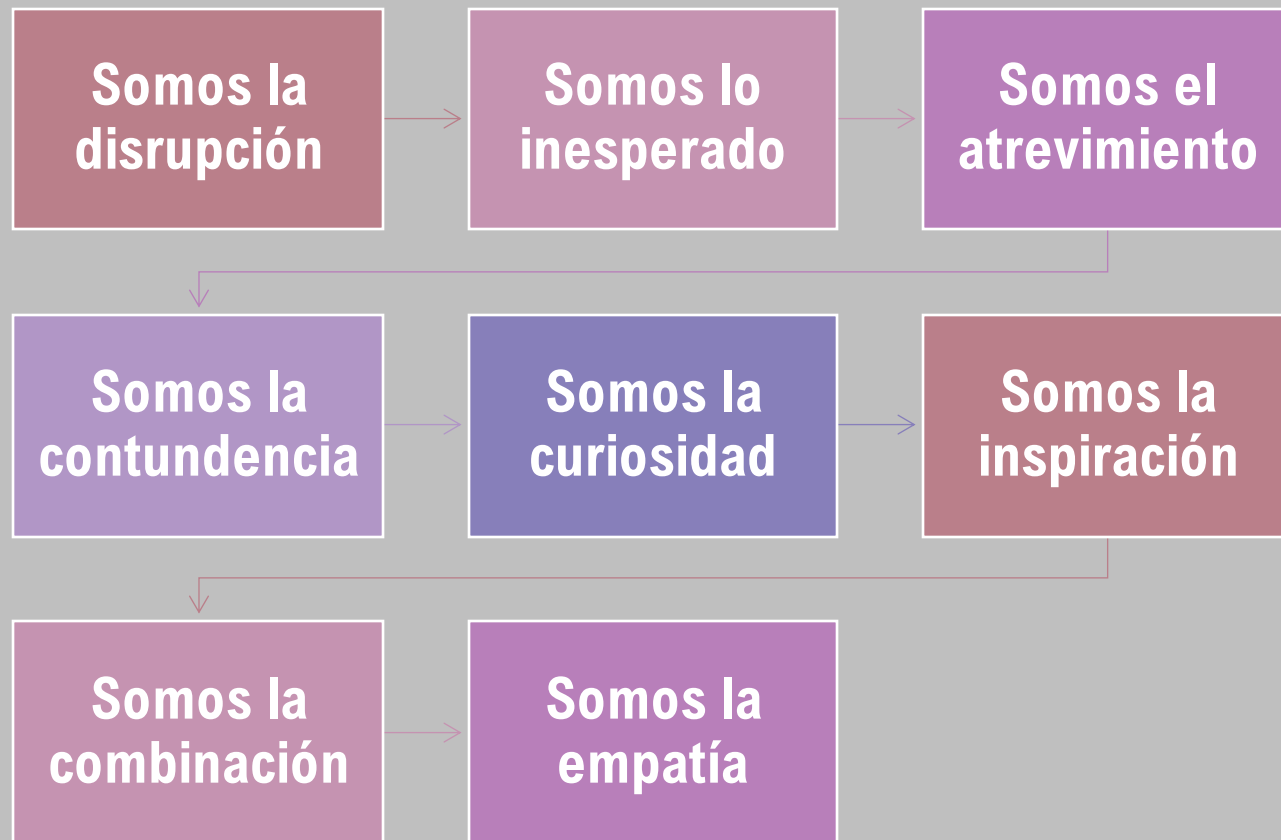 Somos la
disrupción
Somos lo
inesperado
Somos el
atrevimiento
Somos la
contundencia
Somos la
curiosidad
Somos la
inspiración
Somos la
combinación
Somos la
empatía